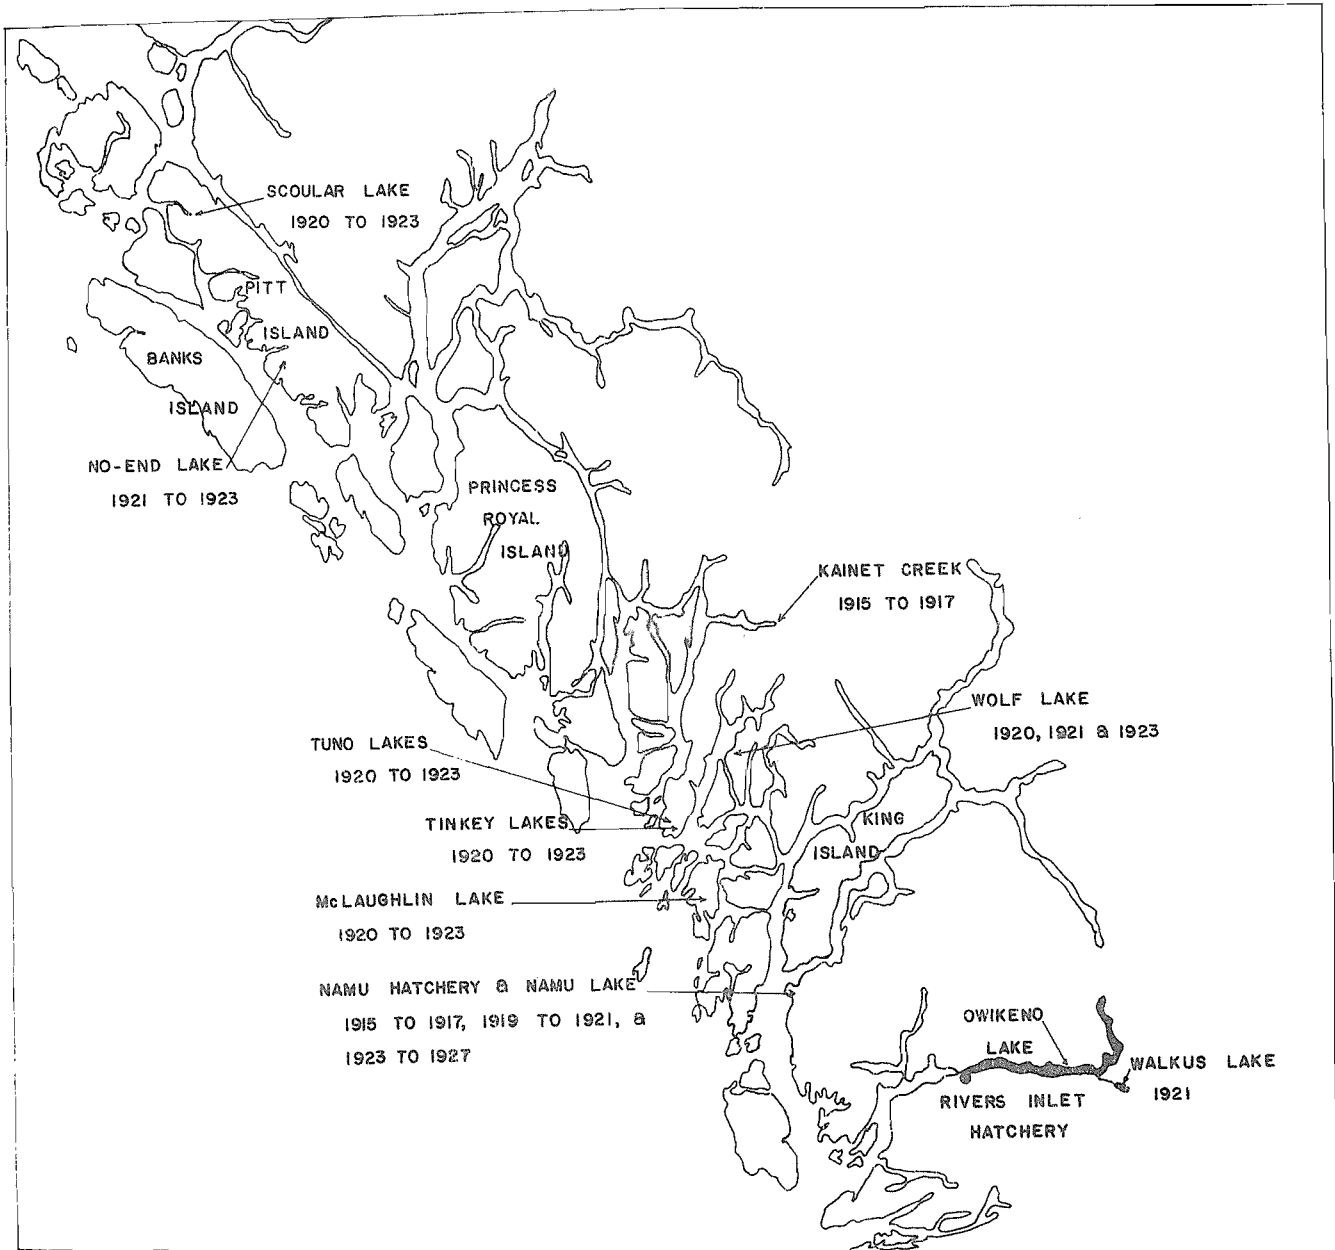 SCOULAR LAKE
1920 TO 1923
PITT
ISLAND
BANKS
ISLAND
NO-END LAKE
1921 TO 1923
PRINCESS
ROYAL
ISLAND
KAINET CREEK
1915 TO 1917
WOLF LAKE
1920, 1921 & 1923
TUNO LAKES
1920 TO 1923
TINKEY LAKES
1920 TO 1923
KING
ISLAND
McLAUGHLIN LAKE
1920 TO 1923
NAMU HATCHERY & NAMU LAKE
1915 TO 1917, 1919 TO 1921, &
1923 TO 1927
OWIKENO
LAKE
WALKUS LAKE
1921
RIVERS INLET
HATCHERY